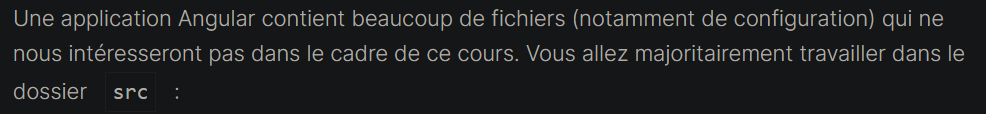 Une application Angular contient beaucoup de fichiers (notamment de configuration) qui ne
nous intéresseront pas dans le cadre de ce cours. Vous allez majoritairement travailler dans le
dossier src :